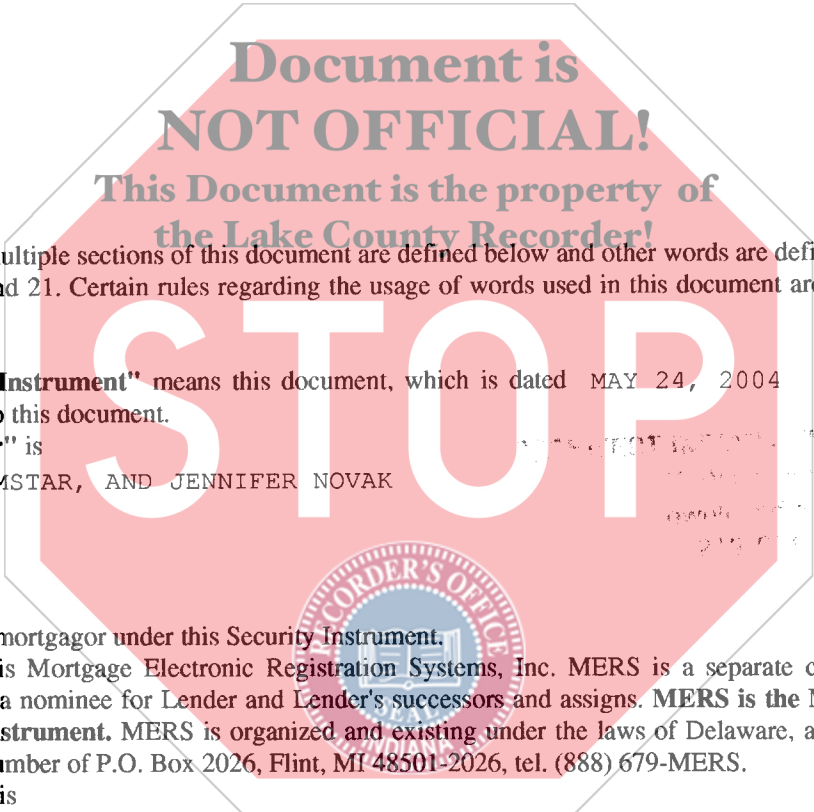 Document is
NOT OFFICIAL!
This Document is the property of
the Lake County Recorder!
ultiple sections of this document are defined below and other words are defi
nd 21. Certain rules regarding the usage of words used in this document ar
STOP
Instrument" means this document, which is dated MAY 24, 2004
this document.
" is
MSTAR, AND JENNIFER NOVAK
RECORDER'S OFFICE
SEAL
INDIANA
mortgagor under this Security Instrument.
is Mortgage Electronic Registration Systems, Inc. MERS is a separate c
a nominee for Lender and Lender's successors and assigns. MERS is the M
strument. MERS is organized and existing under the laws of Delaware, a
umber of P.O. Box 2026, Flint, MI 48501-2026, tel. (888) 679-MERS.
is